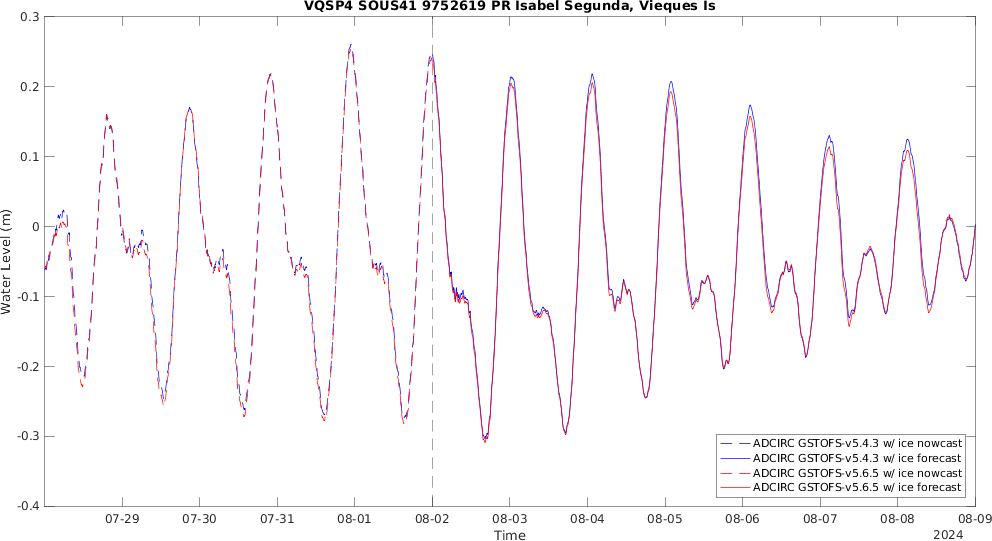 VQSP4 SOUS41 9752619 PR Isabel Segunda, Vieques Is
0.3
0.2
0.1
0
-0.1
-0.2
-0.3
-0.4
Water Level (m)
ADCIRC GSTOFS-v5.4.3 w/ ice nowcast
ADCIRC GSTOFS-v5.4.3 w/ ice forecast
ADCIRC GSTOFS-v5.6.5 w/ ice nowcast
ADCIRC GSTOFS-v5.6.5 w/ ice forecast
07-29 07-30 07-31 08-01 08-02 08-03 08-04 08-05 08-06 08-07 08-08 08-09
Time
2024